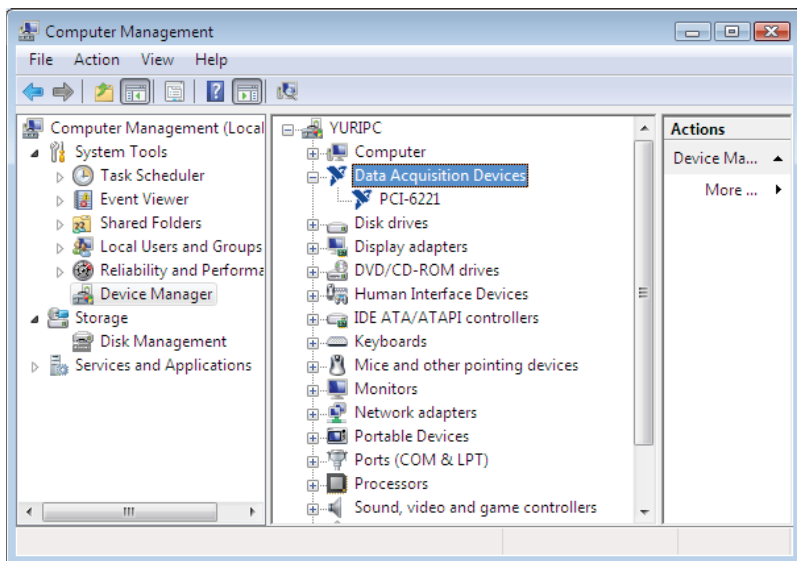 Computer Management
File Action View Help
Computer Management (Local
System Tools
Task Scheduler
Event Viewer
Shared Folders
Local Users and Groups
Reliability and Performa
Device Manager
Storage
Disk Management
Services and Applications
YURIPC
Computer
Data Acquisition Devices
PCI-6221
Disk drives
Display adapters
DVD/CD-ROM drives
Human Interface Devices
IDE ATA/ATAPI controllers
Keyboards
Mice and other pointing devices
Monitors
Network adapters
Portable Devices
Ports (COM & LPT)
Processors
Sound, video and game controllers
Actions
Device Ma...
More ...